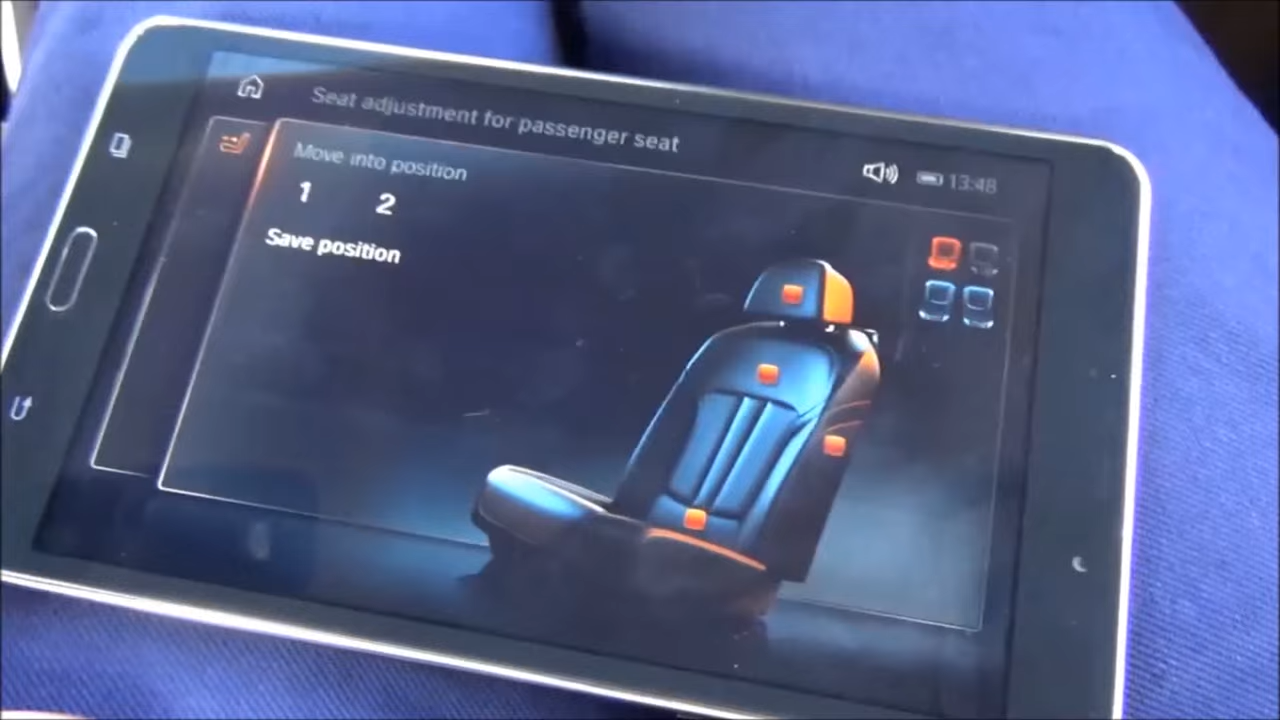 Seat adjustment for passenger seat
13:48
Move into position
1 2
Save position